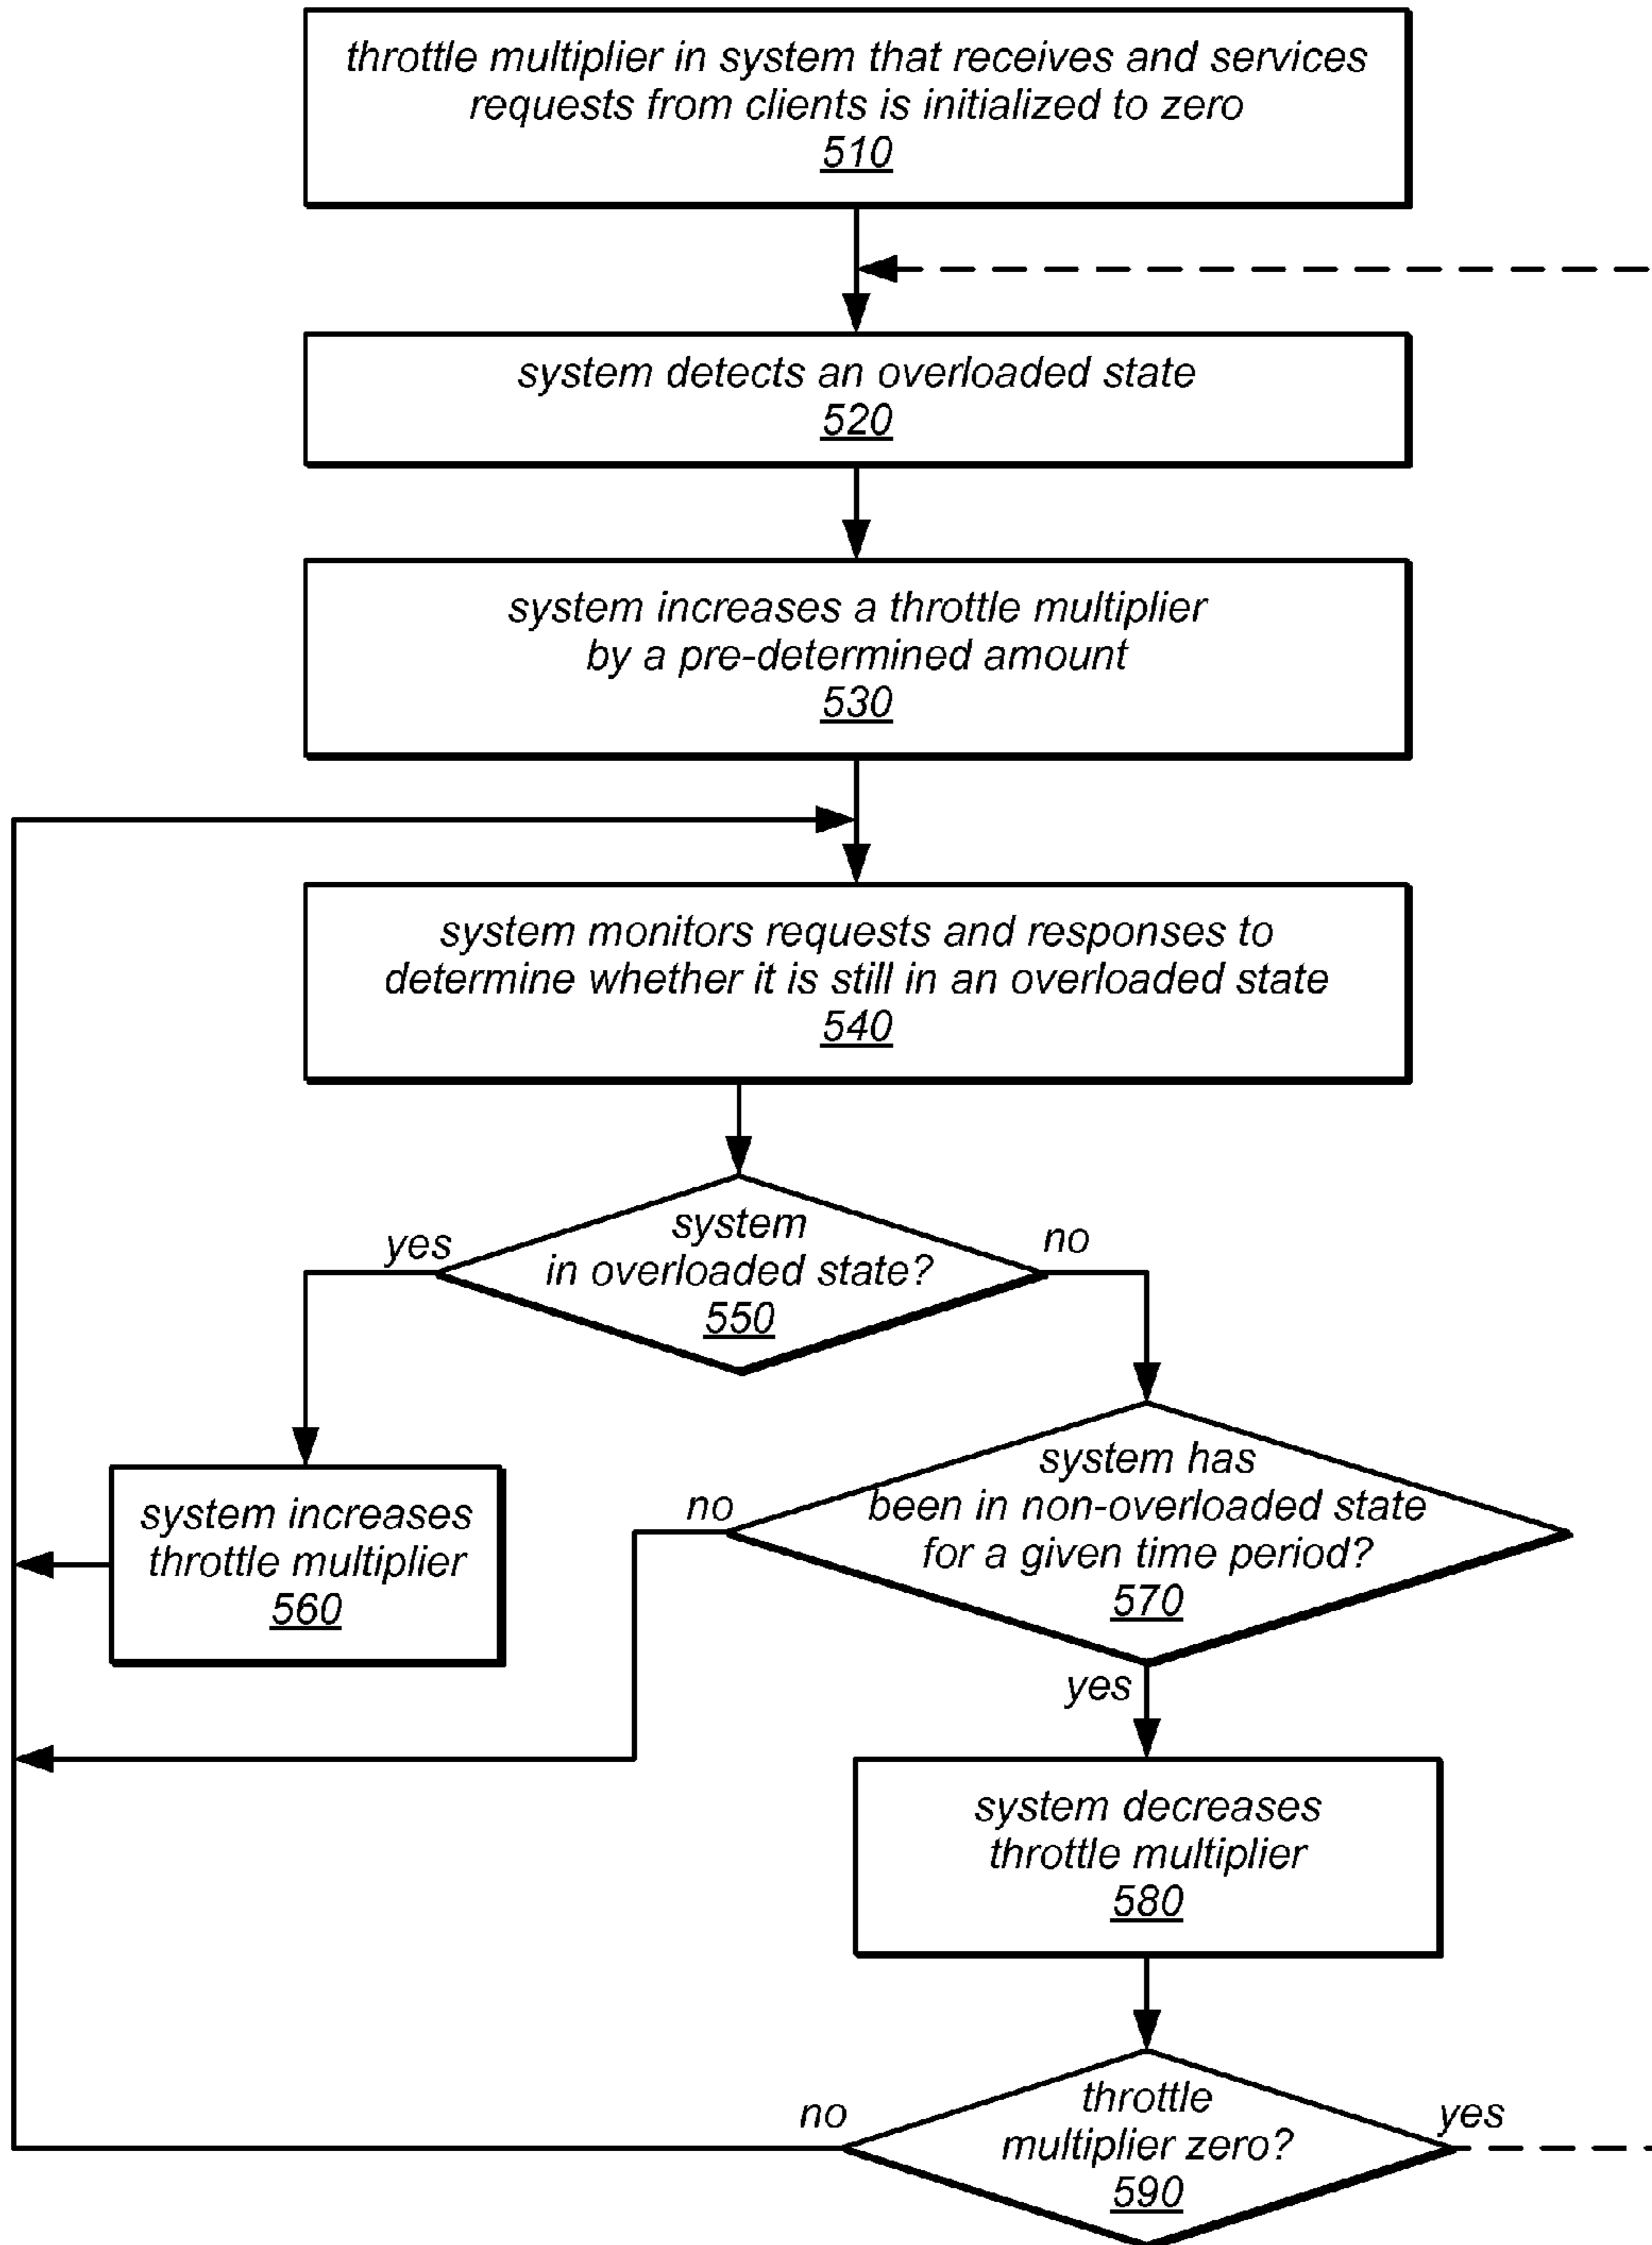 throttle multiplier in system that receives and services
requests from clients is initialized to zero
510
system detects an overloaded state
520
system increases a throttle multiplier
by a pre-determined amount
530
system monitors requests and responses to
determine whether it is still in an overloaded state
540
yes
system
in overloaded state?
550
no
system increases
throttle multiplier
560
no
system has
been in non-overloaded state
for a given time period?
570
yes
system decreases
throttle multiplier
580
no
throttle
multiplier zero?
590
yes